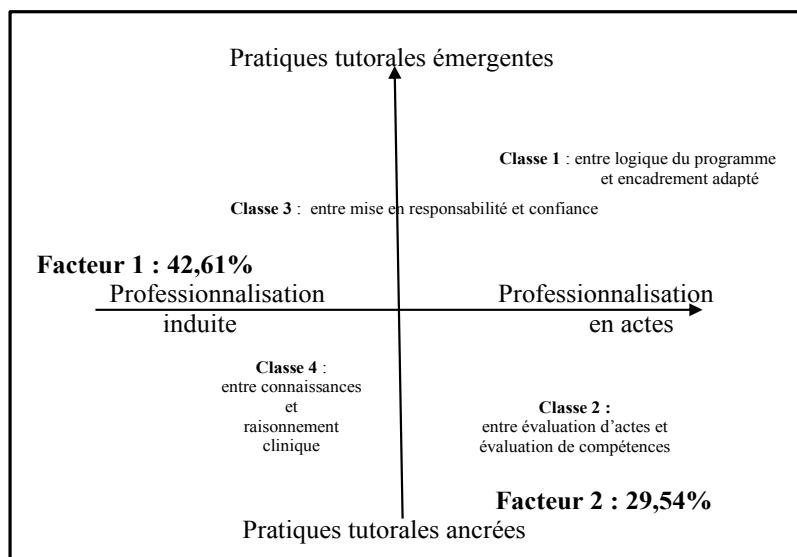 Pratiques tutorales émergentes
Classe 1 : entre logique du programme
et encadrement adapté
Classe 3 : entre mise en responsabilité et confiance
Facteur 1 : 42,61%
Professionnalisation
induite
Professionnalisation
en actes
Classe 4 :
entre connaissances
et
raisonnement
clinique
Classe 2 :
entre évaluation d’actes et
évaluation de compétences
Facteur 2 : 29,54%
Pratiques tutorales ancrées